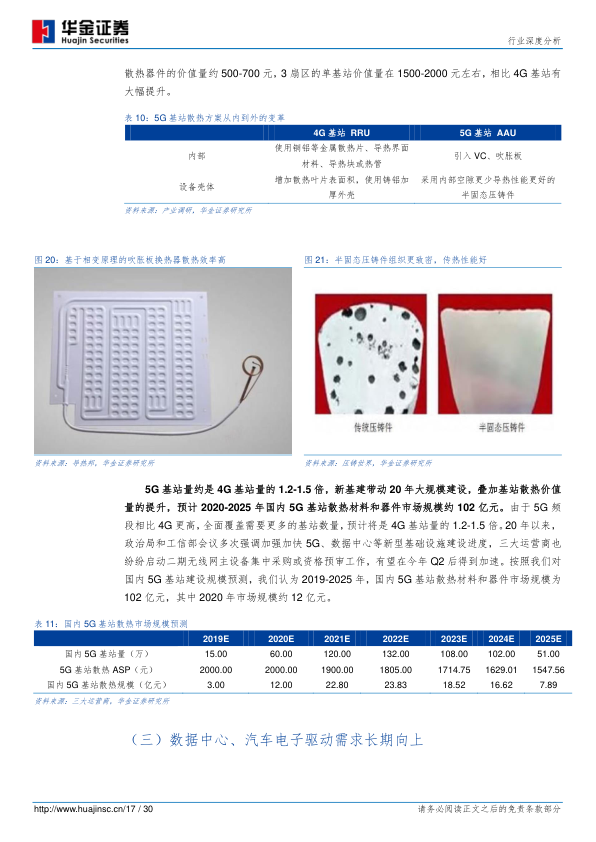 华金证券
Huajin Securities
行业深度分析
散热器件的价值量约 500-700 元，3 扇区的单基站价值量在 1500-2000 元左右，相比 4G 基站有
大幅提升。
表 10：5G 基站散热方案从内到外的变革
4G 基站 RRU 5G 基站 AAU
内部 使用铜铝等金属散热片、导热界面材料、导热块或热管 引入 VC、吹胀板
设备壳体 增加散热叶片表面积，使用铸铝加厚外壳 采用内部空隙更少导热性能更好的半固态压铸件
资料来源：产业调研，华金证券研究所
图 20：基于相变原理的吹胀板换热器散热效率高
图 21：半固态压铸件组织更致密，传热性能好
传统压铸件
半固态压铸件
资料来源：导热邦，华金证券研究所
资料来源：压铸世界，华金证券研究所
5G 基站量约是 4G 基站量的 1.2-1.5 倍，新基建带动 20 年大规模建设，叠加基站散热价值
量的提升，预计 2020-2025 年国内 5G 基站散热材料和器件市场规模约 102 亿元。由于 5G 频
段相比 4G 更高，全面覆盖需要更多的基站数量，预计将是 4G 基站量的 1.2-1.5 倍。20 年以来，
政治局和工信部会议多次强调加强加快 5G、数据中心等新型基础设施建设进度，三大运营商也
纷纷启动二期无线网主设备集中采购或资格预审工作，有望在今年 Q2 后得到加速。按照我们对
国内 5G 基站建设规模预测，我们认为 2019-2025 年，国内 5G 基站散热材料和器件市场规模为
102 亿元，其中 2020 年市场规模约 12 亿元。
表 11：国内 5G 基站散热市场规模预测
2019E 2020E 2021E 2022E 2023E 2024E 2025E
国内 5G 基站量（万） 15.00 60.00 120.00 132.00 108.00 102.00 51.00
5G 基站散热 ASP（元） 2000.00 2000.00 1900.00 1805.00 1714.75 1629.01 1547.56
国内 5G 基站散热规模（亿元） 3.00 12.00 22.80 23.83 18.52 16.62 7.89
资料来源：三大运营商，华金证券研究所
（三）数据中心、汽车电子驱动需求长期向上
http://www.huajinsc.cn/17 / 30
请务必阅读正文之后的免责条款部分